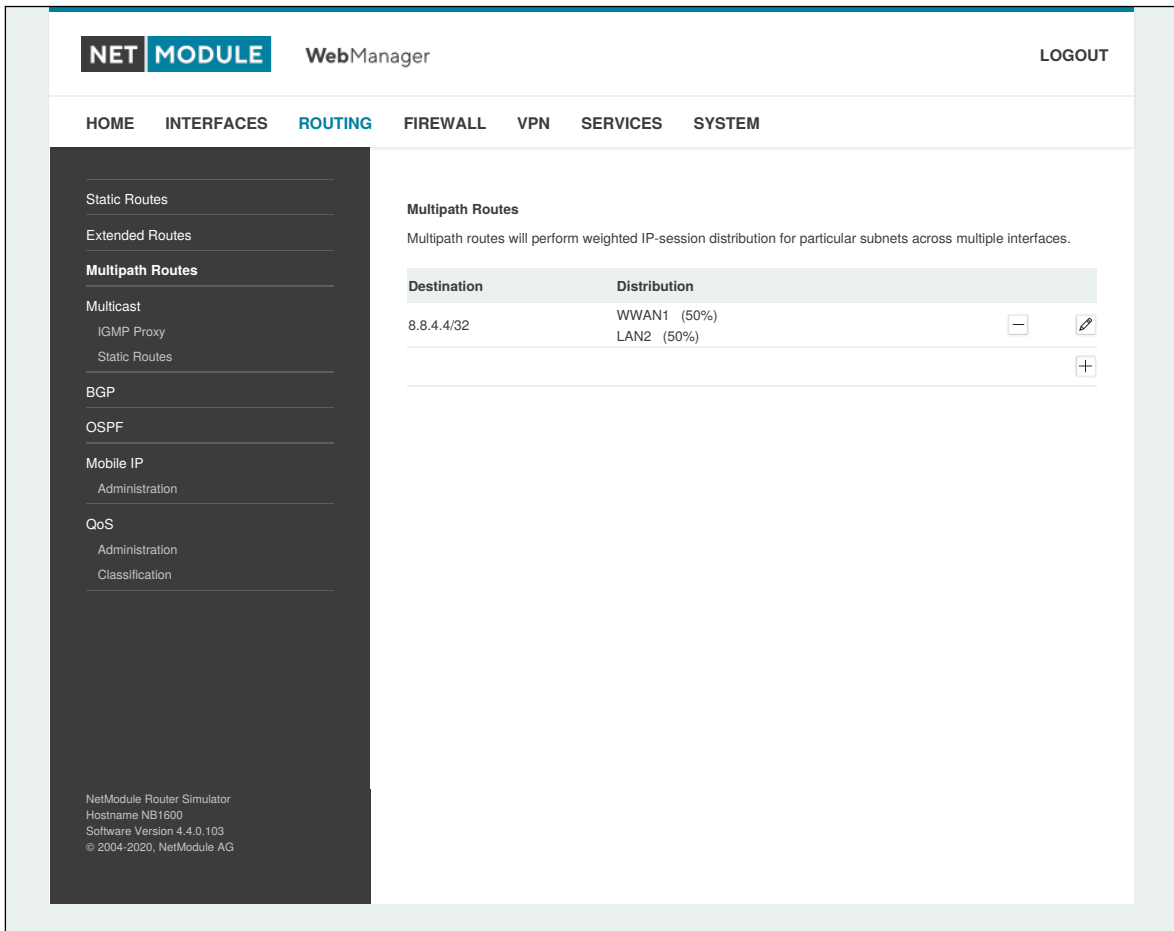 NET MODULE WebManager LOGOUT
HOME INTERFACES ROUTING FIREWALL VPN SERVICES SYSTEM
Static Routes
Extended Routes
Multipath Routes
Multicast
IGMP Proxy
Static Routes
BGP
OSPF
Mobile IP
Administration
QoS
Administration
Classification
NetModule Router Simulator
Hostname NB1600
Software Version 4.4.0.103
© 2004-2020, NetModule AG
Multipath Routes
Multipath routes will perform weighted IP-session distribution for particular subnets across multiple interfaces.
Destination Distribution
8.8.4.4/32 WWAN1 (50%)
LAN2 (50%)